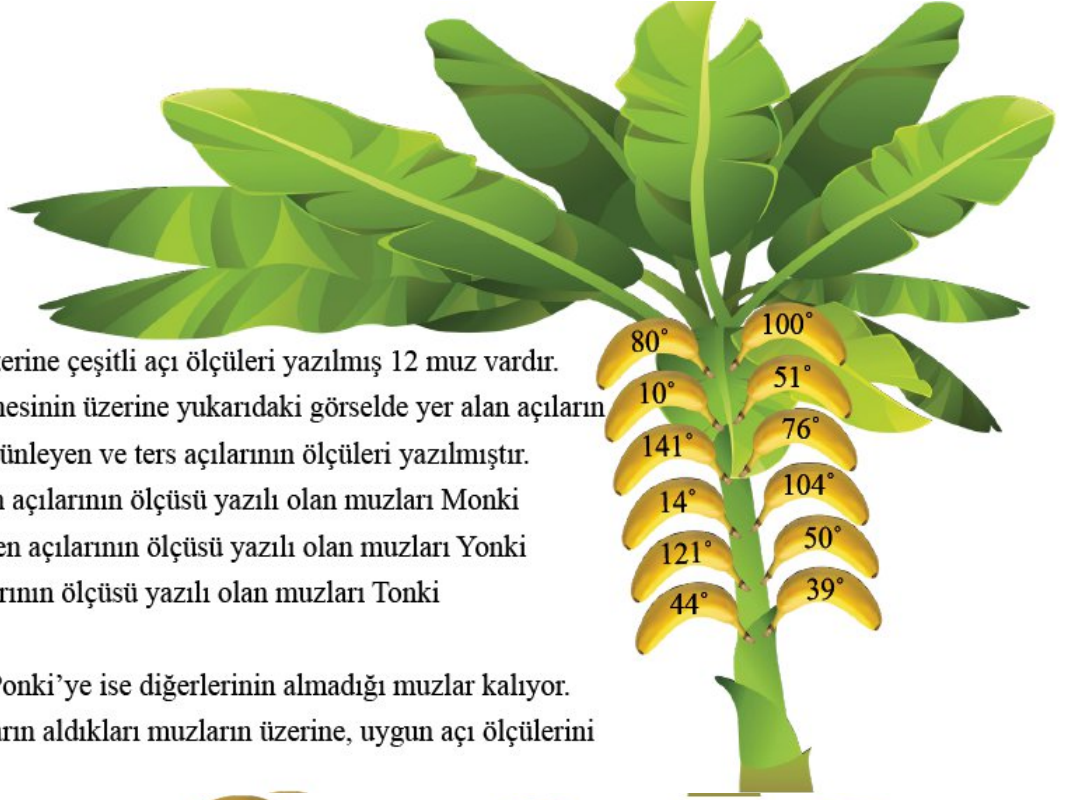 80° 100°
10° 51°
141° 76°
14° 104°
121° 50°
44° 39°
zerine çeşitli açı ölçüleri yazılmış 12 muz vardır.
nesinin üzerine yukarıdaki görselde yer alan açıların
ünleyen ve ters açılarının ölçüleri yazılmıştır.
n açılarının ölçüsü yazılı olan muzları Monki
en açılarının ölçüsü yazılı olan muzları Yonki
rının ölçüsü yazılı olan muzları Tonki
Ponki’ye ise diğerlerinin almadığı muzlar kalıyor.
arın aldıkları muzların üzerine, uygun açı ölçülerini